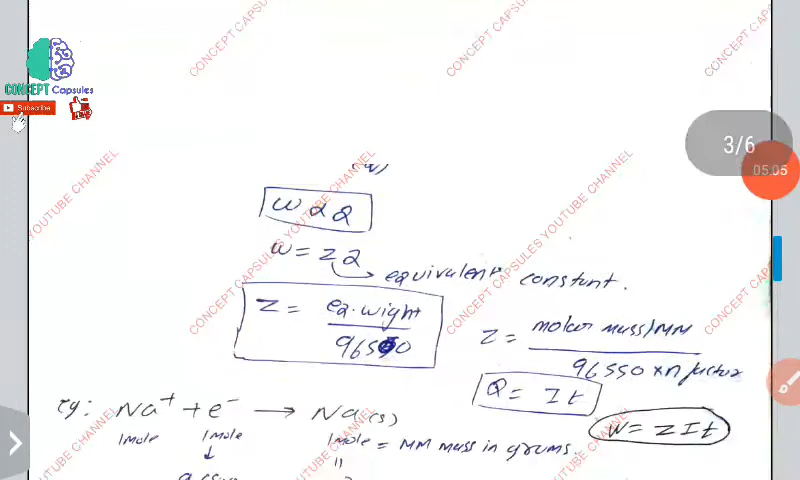 CONCEPT CAPSULES YOUTUBE CHANNEL
CONCEPT Capsules
Subscribe
3/6
05:05
(w)
W α Q
W = ZQ
→ equivalent constant.
Z = eq. wight / 96500
Z = molar mass/MM / 96550 × n factor
Q = It
W = ZIt
eg: Na⁺ + e⁻ → Na(s)
1mole 1mole 1mole = MM mass in grums.